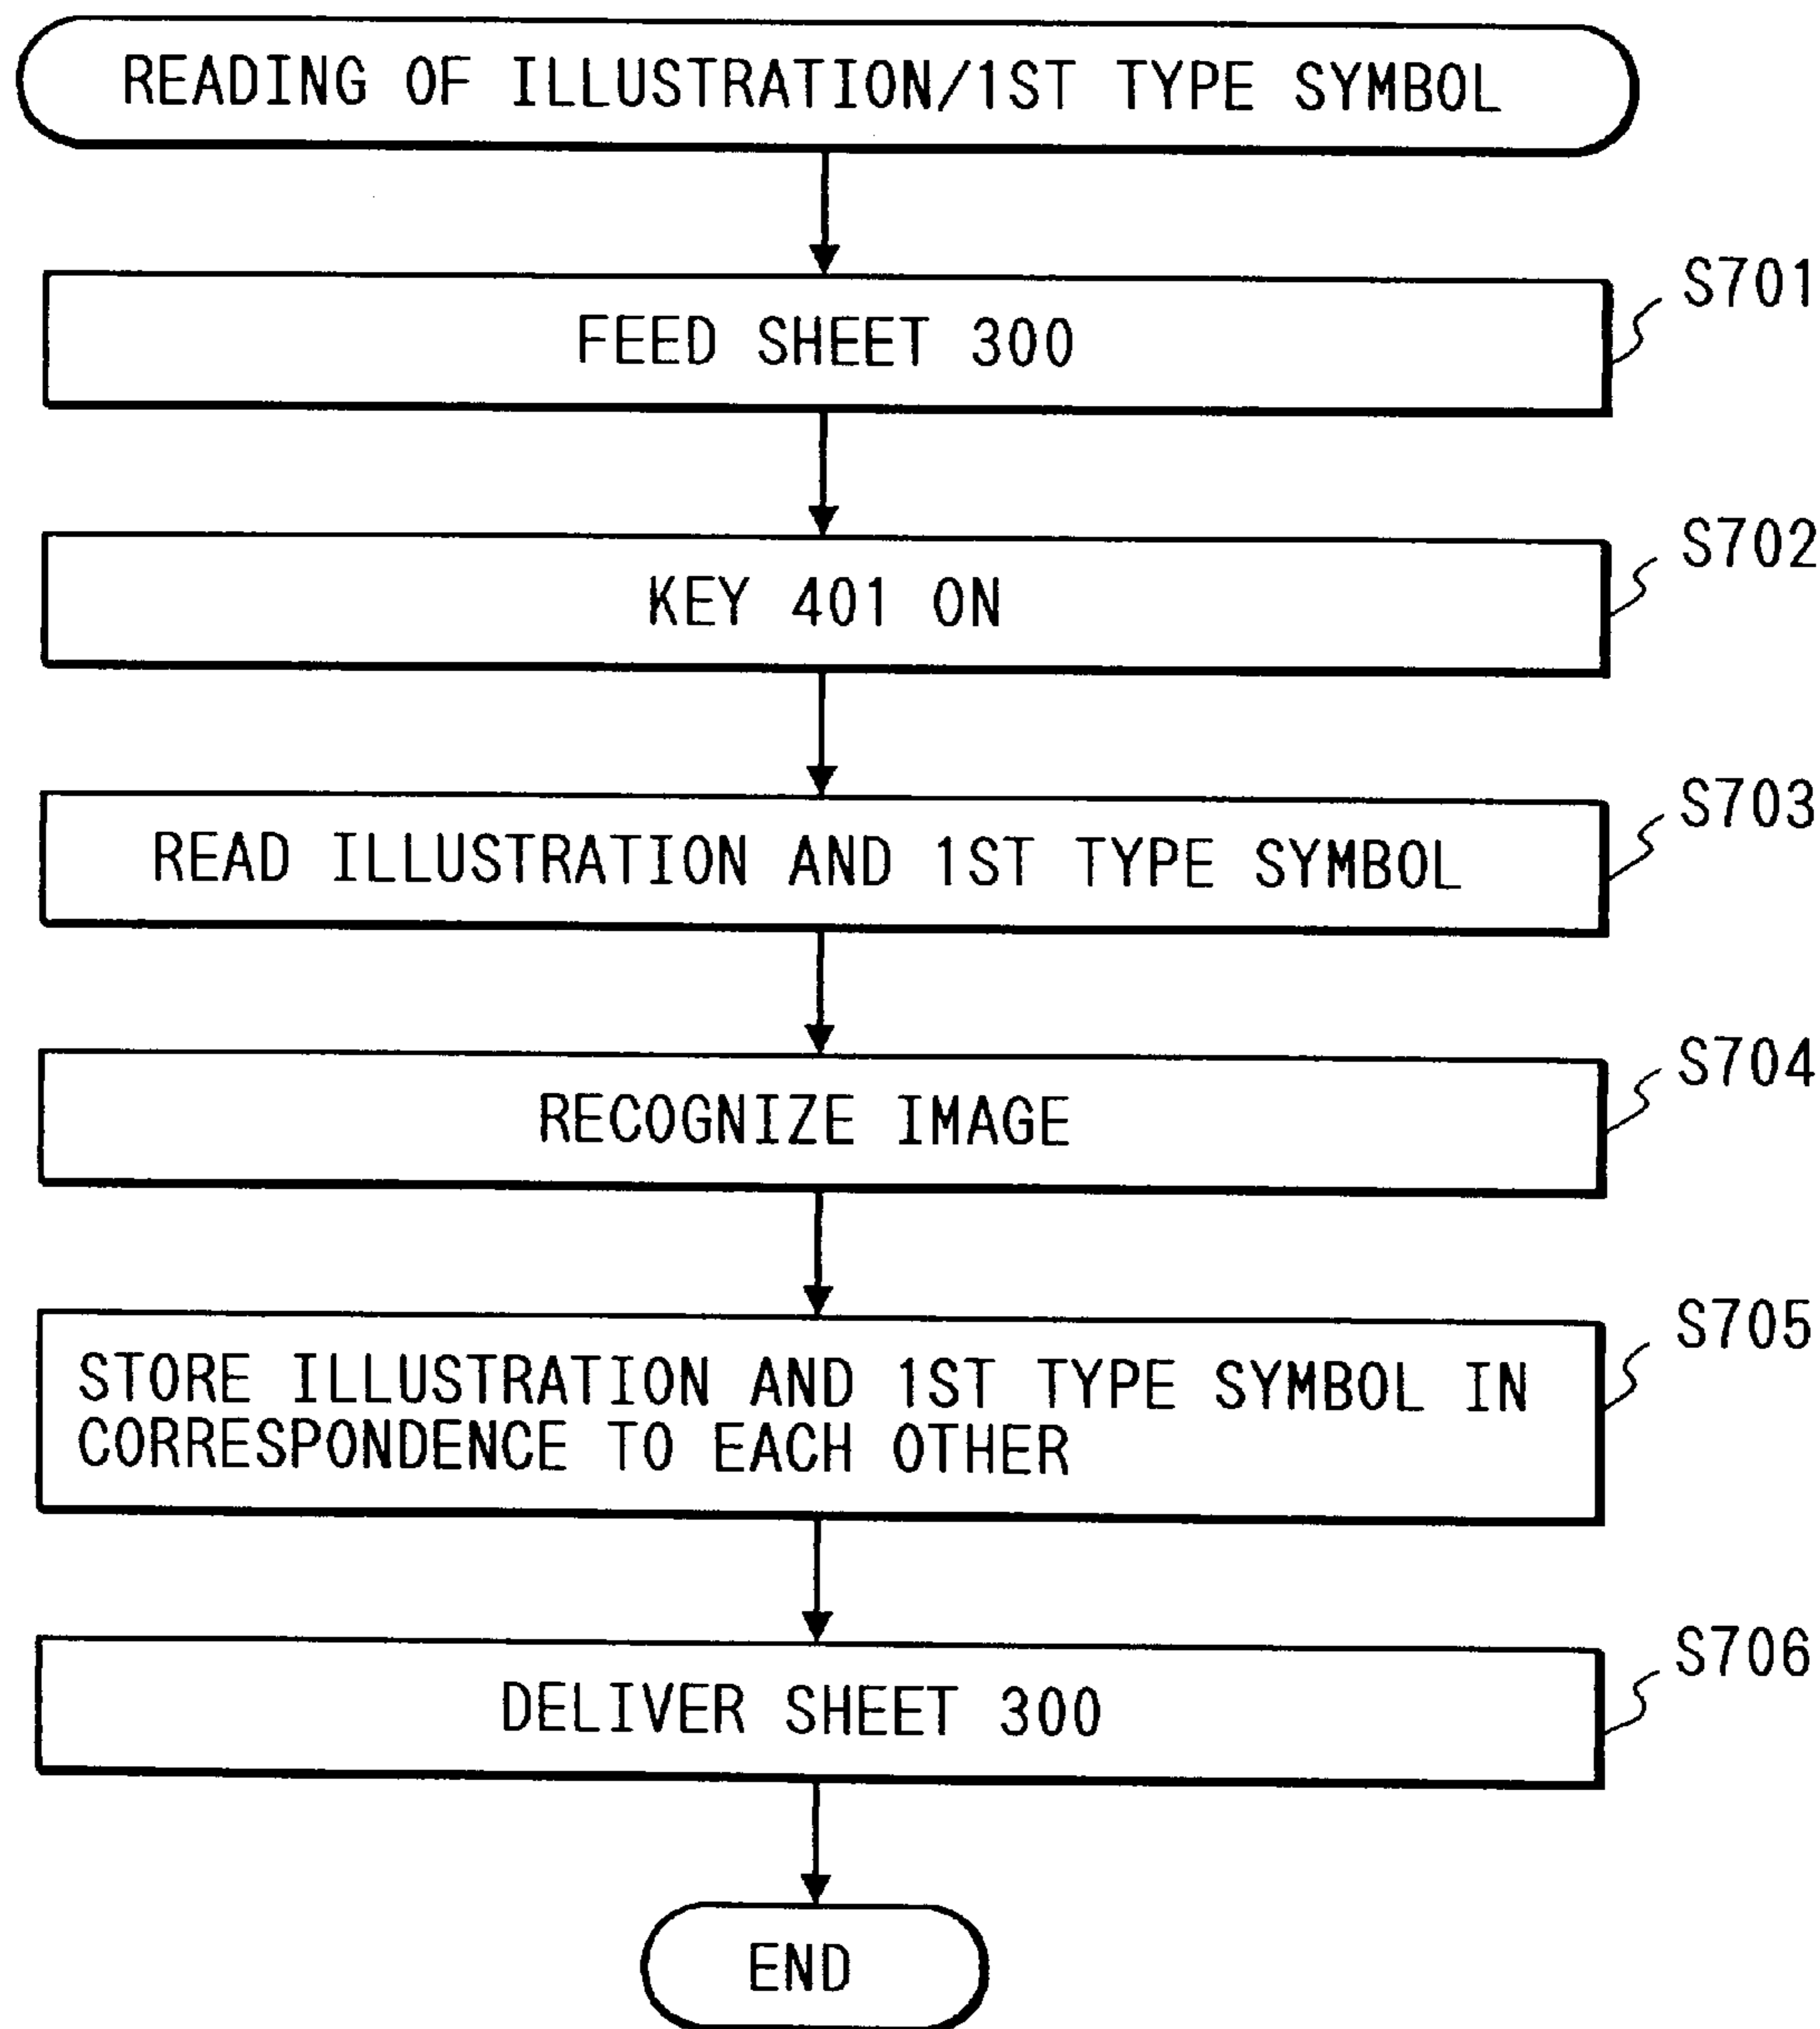 READING OF ILLUSTRATION/1ST TYPE SYMBOL
S701
FEED SHEET 300
S702
KEY 401 ON
S703
READ ILLUSTRATION AND 1ST TYPE SYMBOL
S704
RECOGNIZE IMAGE
S705
STORE ILLUSTRATION AND 1ST TYPE SYMBOL IN
CORRESPONDENCE TO EACH OTHER
S706
DELIVER SHEET 300
END